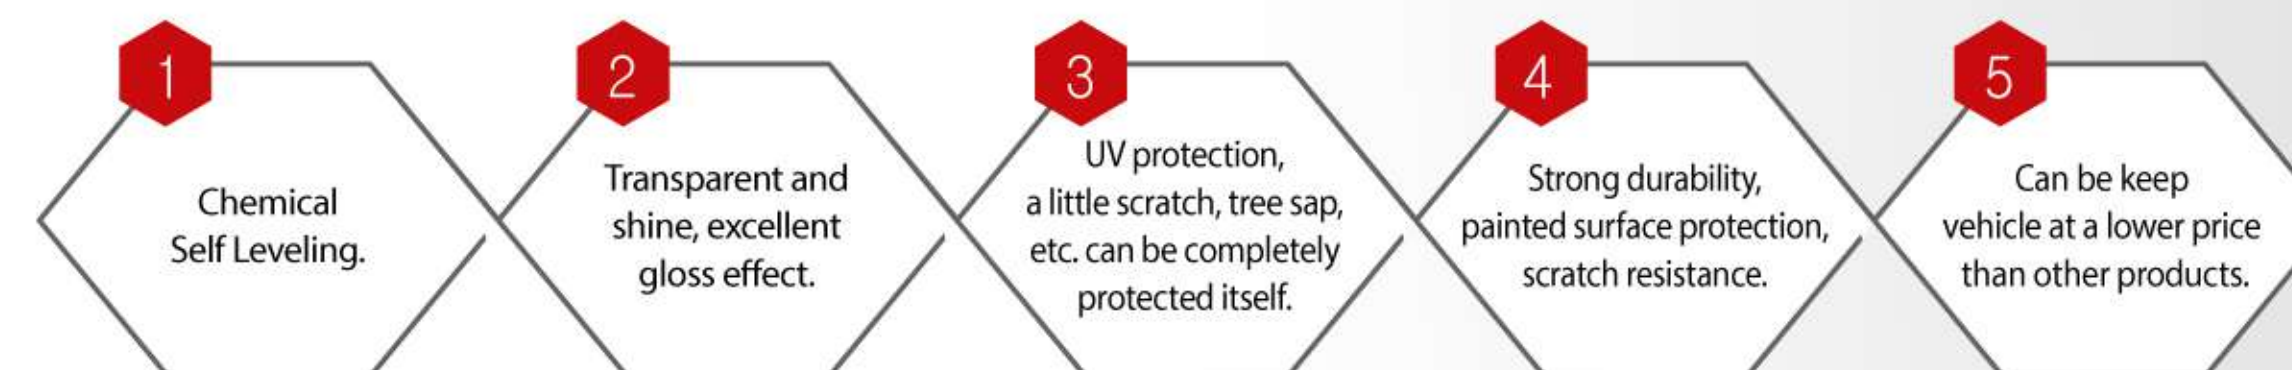 1
Chemical
Self Leveling.
2
Transparent and
shine, excellent
gloss effect.
3
UV protection,
a little scratch, tree sap,
etc. can be completely
protected itself.
4
Strong durability,
painted surface protection,
scratch resistance.
5
Can be keep
vehicle at a lower price
than other products.